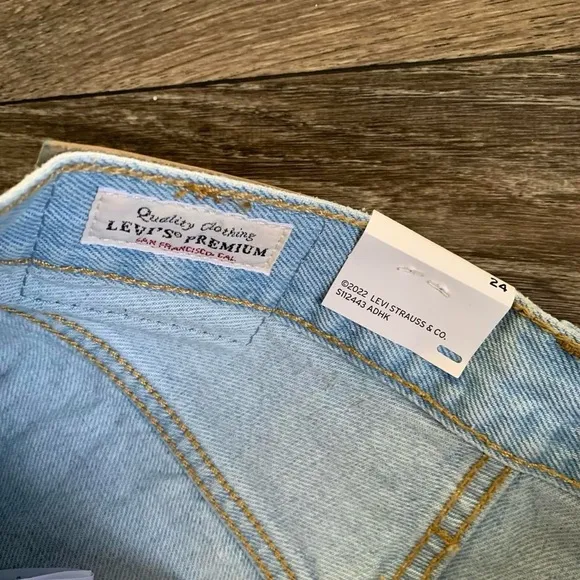 Quality Clothing
LEVI'S® PREMIUM
SAN FRANCISCO, CAL.
24
©2022 LEVI STRAUSS & CO.
S112443 ADHK